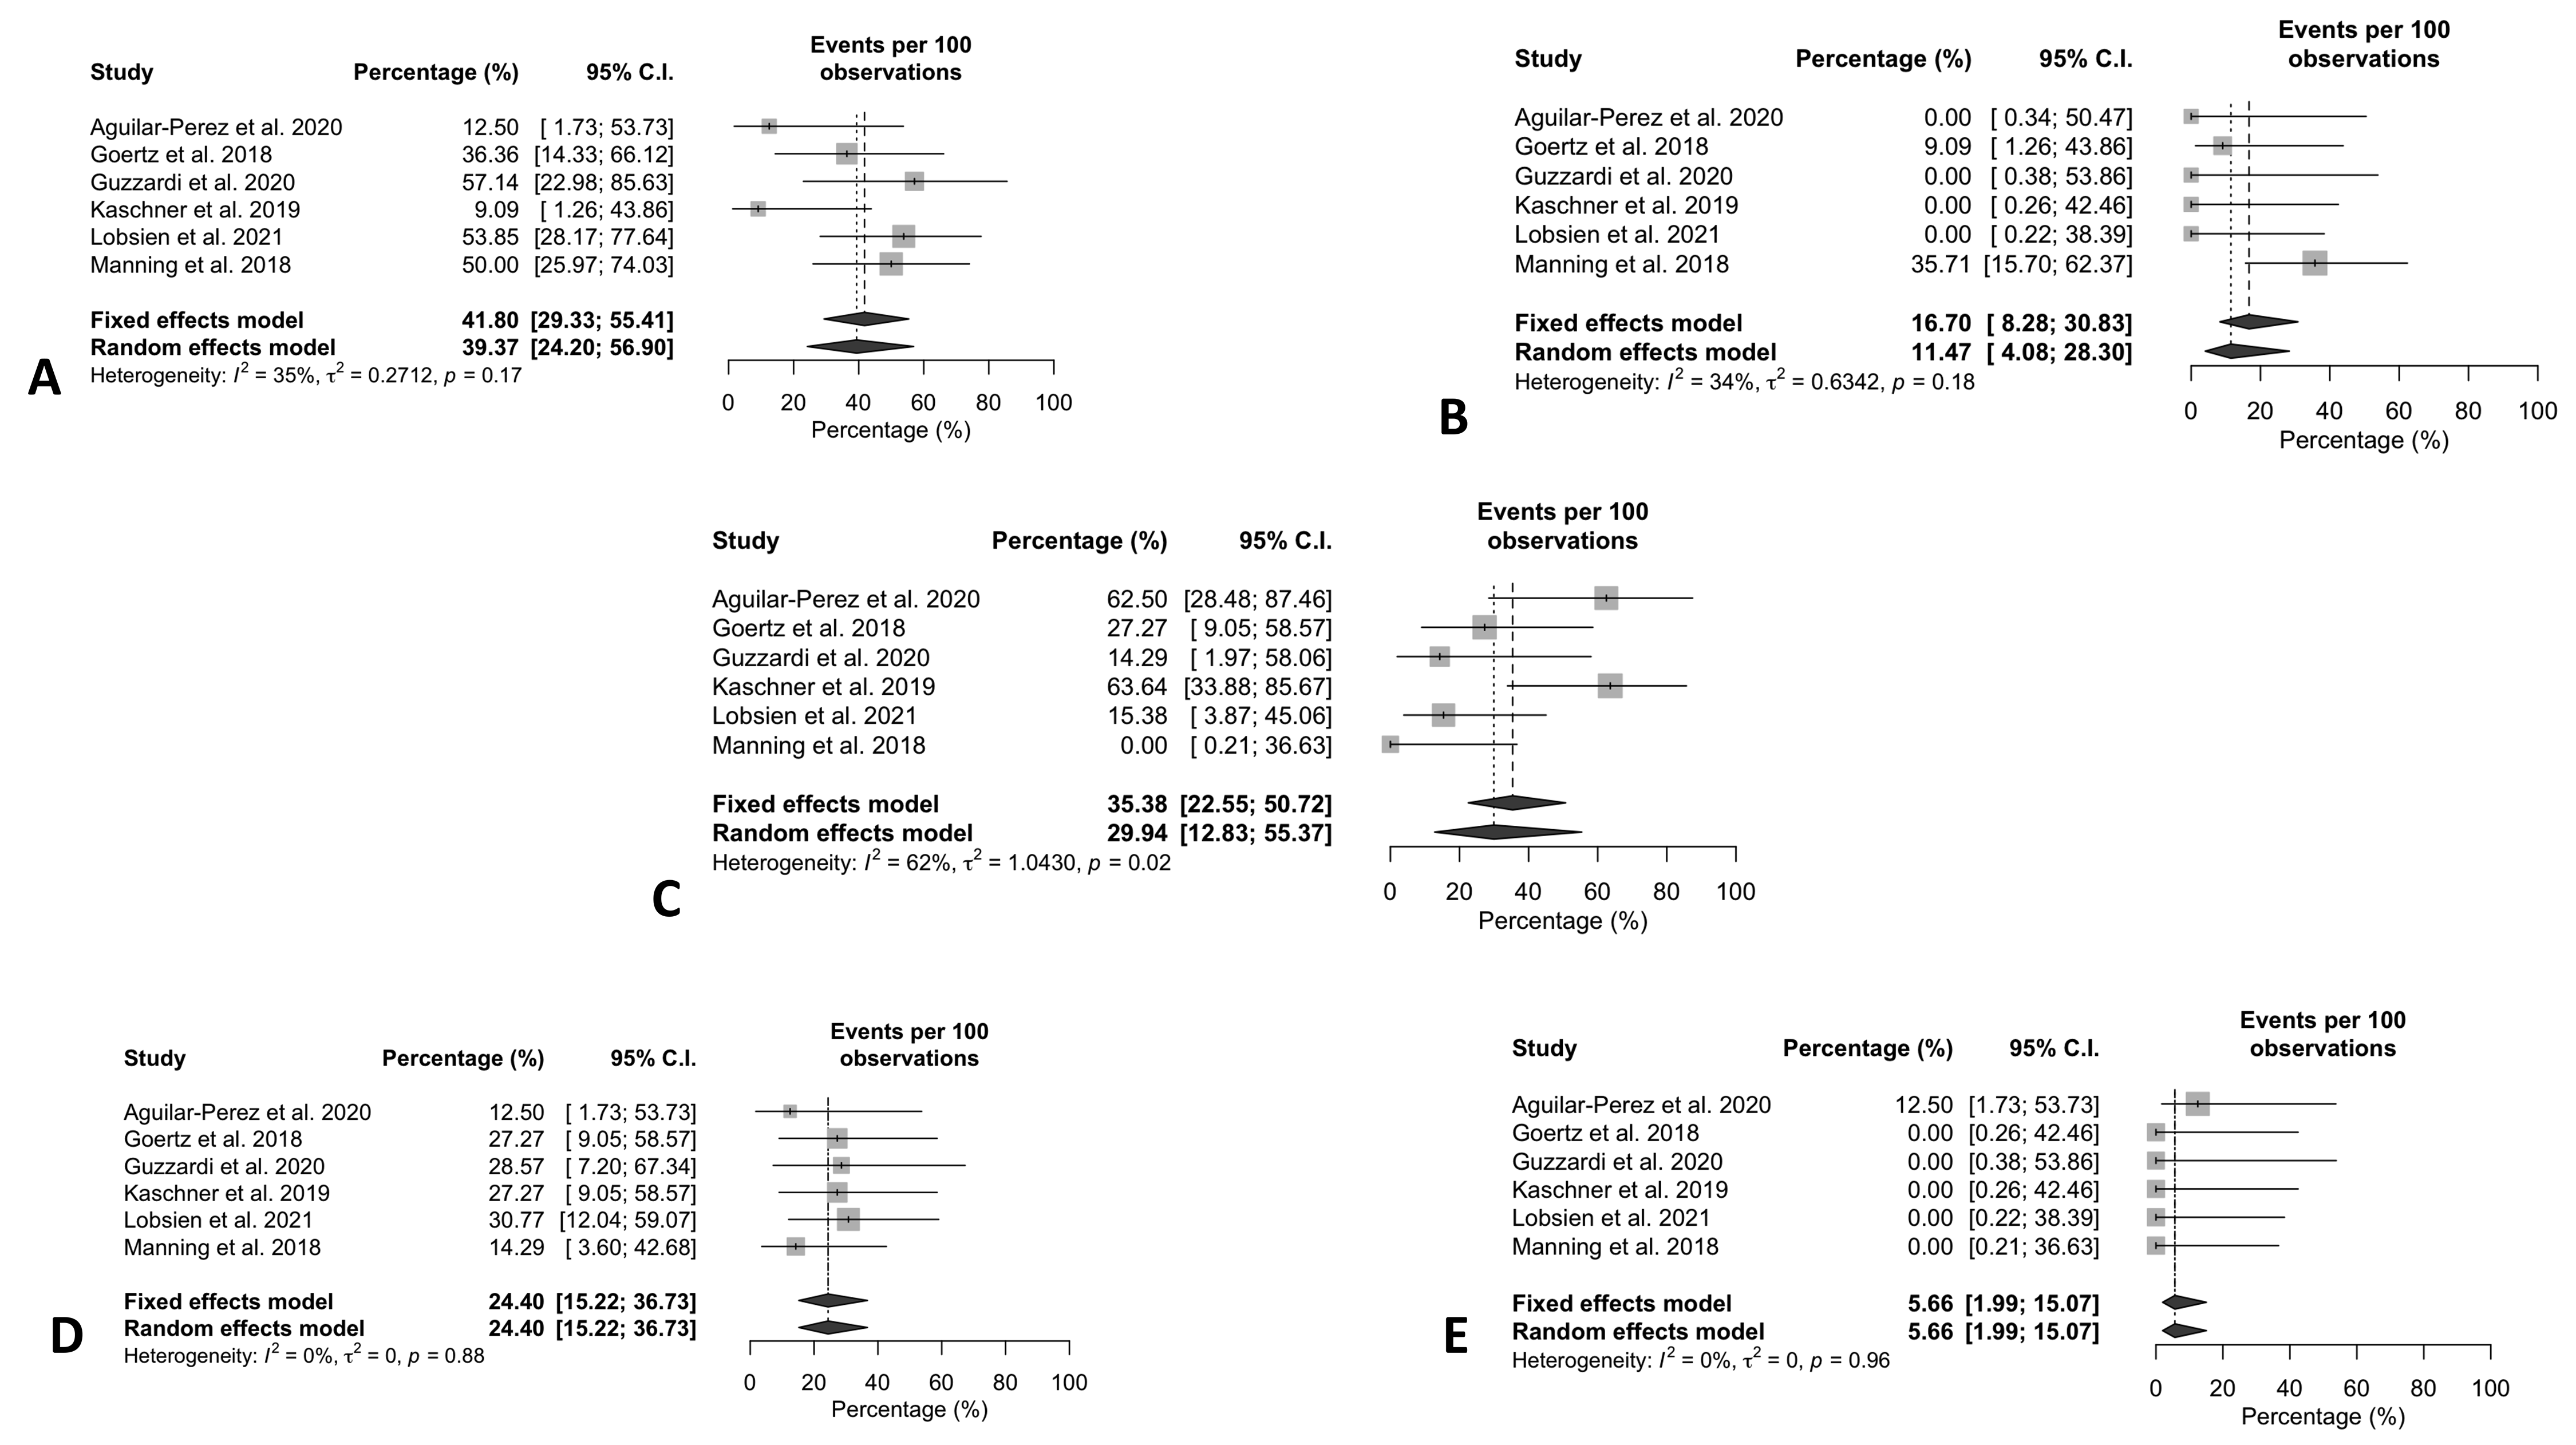 Events per 100
observations
Study Percentage (%) 95% C.I.
Aguilar-Perez et al. 2020 12.50 [ 1.73; 53.73]
Goertz et al. 2018 36.36 [14.33; 66.12]
Guzzardi et al. 2020 57.14 [22.98; 85.63]
Kaschner et al. 2019 9.09 [ 1.26; 43.86]
Lobsien et al. 2021 53.85 [28.17; 77.64]
Manning et al. 2018 50.00 [25.97; 74.03]
Fixed effects model 41.80 [29.33; 55.41]
Random effects model 39.37 [24.20; 56.90]
Heterogeneity: I² = 35%, τ² = 0.2712, p = 0.17
A
0 20 40 60 80 100
Percentage (%)
Events per 100
observations
Study Percentage (%) 95% C.I.
Aguilar-Perez et al. 2020 0.00 [ 0.34; 50.47]
Goertz et al. 2018 9.09 [ 1.26; 43.86]
Guzzardi et al. 2020 0.00 [ 0.38; 53.86]
Kaschner et al. 2019 0.00 [ 0.26; 42.46]
Lobsien et al. 2021 0.00 [ 0.22; 38.39]
Manning et al. 2018 35.71 [15.70; 62.37]
Fixed effects model 16.70 [ 8.28; 30.83]
Random effects model 11.47 [ 4.08; 28.30]
Heterogeneity: I² = 34%, τ² = 0.6342, p = 0.18
B
0 20 40 60 80 100
Percentage (%)
Events per 100
observations
Study Percentage (%) 95% C.I.
Aguilar-Perez et al. 2020 62.50 [28.48; 87.46]
Goertz et al. 2018 27.27 [ 9.05; 58.57]
Guzzardi et al. 2020 14.29 [ 1.97; 58.06]
Kaschner et al. 2019 63.64 [33.88; 85.67]
Lobsien et al. 2021 15.38 [ 3.87; 45.06]
Manning et al. 2018 0.00 [ 0.21; 36.63]
Fixed effects model 35.38 [22.55; 50.72]
Random effects model 29.94 [12.83; 55.37]
Heterogeneity: I² = 62%, τ² = 1.0430, p = 0.02
C
0 20 40 60 80 100
Percentage (%)
Events per 100
observations
Study Percentage (%) 95% C.I.
Aguilar-Perez et al. 2020 12.50 [ 1.73; 53.73]
Goertz et al. 2018 27.27 [ 9.05; 58.57]
Guzzardi et al. 2020 28.57 [ 7.20; 67.34]
Kaschner et al. 2019 27.27 [ 9.05; 58.57]
Lobsien et al. 2021 30.77 [12.04; 59.07]
Manning et al. 2018 14.29 [ 3.60; 42.68]
Fixed effects model 24.40 [15.22; 36.73]
Random effects model 24.40 [15.22; 36.73]
Heterogeneity: I² = 0%, τ² = 0, p = 0.88
D
0 20 40 60 80 100
Percentage (%)
Events per 100
observations
Study Percentage (%) 95% C.I.
Aguilar-Perez et al. 2020 12.50 [1.73; 53.73]
Goertz et al. 2018 0.00 [0.26; 42.46]
Guzzardi et al. 2020 0.00 [0.38; 53.86]
Kaschner et al. 2019 0.00 [0.26; 42.46]
Lobsien et al. 2021 0.00 [0.22; 38.39]
Manning et al. 2018 0.00 [0.21; 36.63]
Fixed effects model 5.66 [1.99; 15.07]
Random effects model 5.66 [1.99; 15.07]
Heterogeneity: I² = 0%, τ² = 0, p = 0.96
E
0 20 40 60 80 100
Percentage (%)